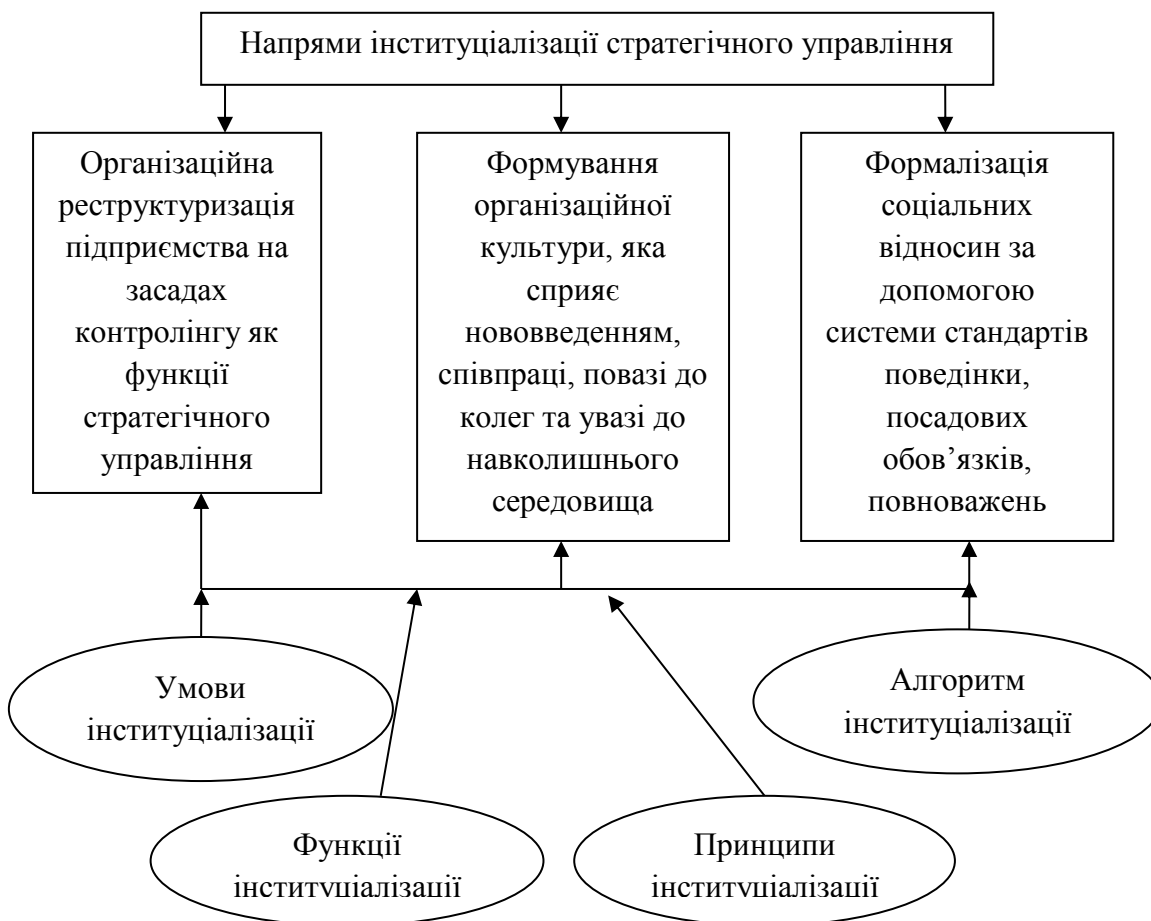 Напрями інституціалізації стратегічного управління
Організаційна
реструктуризація
підприємства на
засадах
контролінгу як
функції
стратегічного
управління
Формування
організаційної
культури, яка
сприяє
нововведенням,
співпраці, повазі до
колег та увазі до
навколишнього
середовища
Формалізація
соціальних
відносин за
допомогою
системи стандартів
поведінки,
посадових
обов’язків,
повноважень
Умови
інституціалізації
Алгоритм
інституціалізації
Функції
інституціалізації
Принципи
інституціалізації